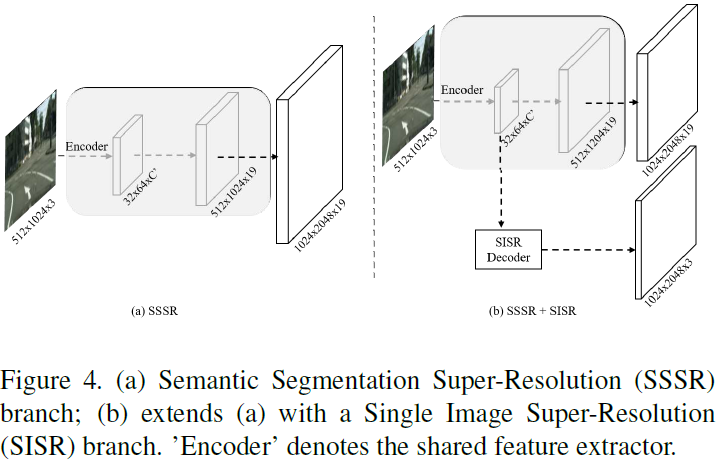 Encoder
512x1024x3
32x64xC'
512x1024x19
1024x2048x19
(a) SSSR
Encoder
512x1024x3
32x64xC'
512x1204x19
1024x2048x19
SISR
Decoder
1024x2048x3
(b) SSSR + SISR
Figure 4. (a) Semantic Segmentation Super-Resolution (SSSR)
branch; (b) extends (a) with a Single Image Super-Resolution
(SISR) branch. ’Encoder’ denotes the shared feature extractor.